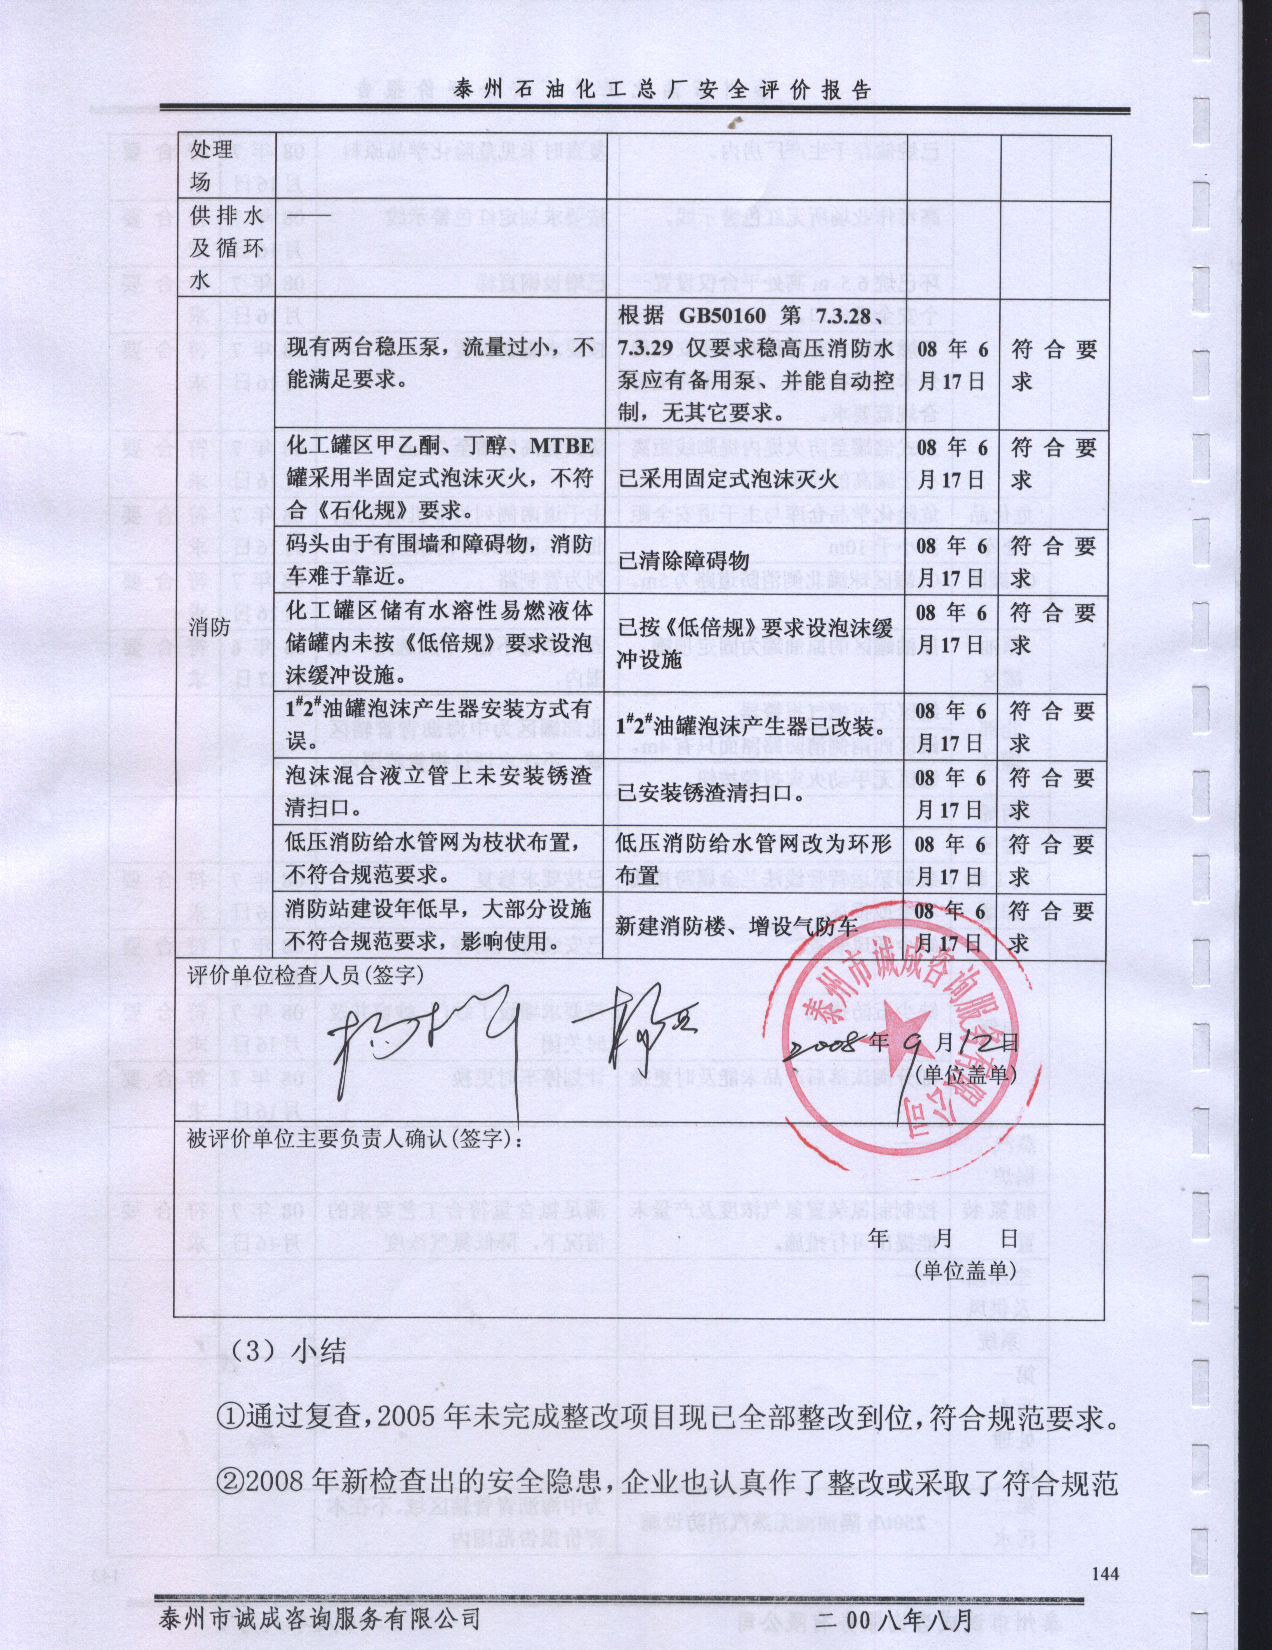 泰州石油化工总厂安全评价报告
处理
场
供排水
及循环
水
消防
现有两台稳压泵，流量过小，不
能满足要求。
根据 GB50160 第 7.3.28、
7.3.29 仅要求稳高压消防水
泵应有备用泵、并能自动控
制，无其它要求。
08 年 6
月 17 日
符合要
求
化工罐区甲乙酮、丁醇、MTBE
罐采用半固定式泡沫灭火，不符
合《石化规》要求。
已采用固定式泡沫灭火
08 年 6
月 17 日
符合要
求
码头由于有围墙和障碍物，消防
车难于靠近。
已清除障碍物
08 年 6
月 17 日
符合要
求
化工罐区储有水溶性易燃液体
储罐内未按《低倍规》要求设泡
沫缓冲设施。
已按《低倍规》要求设泡沫缓
冲设施
08 年 6
月 17 日
符合要
求
1#2#油罐泡沫产生器安装方式有
误。
1#2#油罐泡沫产生器已改装。
08 年 6
月 17 日
符合要
求
泡沫混合液立管上未安装锈渣
清扫口。
已安装锈渣清扫口。
08 年 6
月 17 日
符合要
求
低压消防给水管网为枝状布置，
不符合规范要求。
低压消防给水管网改为环形
布置
08 年 6
月 17 日
符合要
求
消防站建设年低早，大部分设施
不符合规范要求，影响使用。
新建消防楼、增设气防车
08 年 6
月 17 日
符合要
求
评价单位检查人员(签字)
泰州市诚成咨询服务有限公司
2008 年 9 月 12 日
(单位盖单)
被评价单位主要负责人确认(签字)：
年 月 日
(单位盖单)
（3）小结
①通过复查，2005 年未完成整改项目现已全部整改到位，符合规范要求。
②2008 年新检查出的安全隐患，企业也认真作了整改或采取了符合规范
144
泰州市诚成咨询服务有限公司 二 00 八年八月